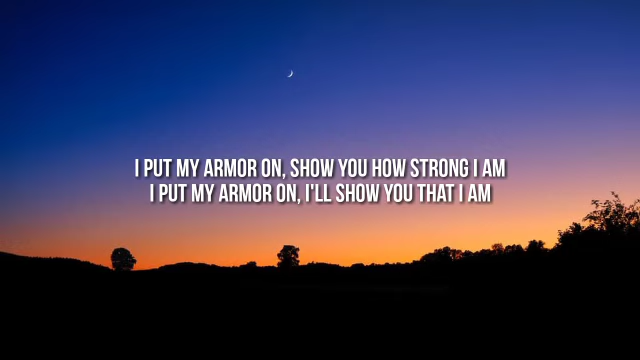 I PUT MY ARMOR ON, SHOW YOU HOW STRONG I AM
I PUT MY ARMOR ON, I'LL SHOW YOU THAT I AM